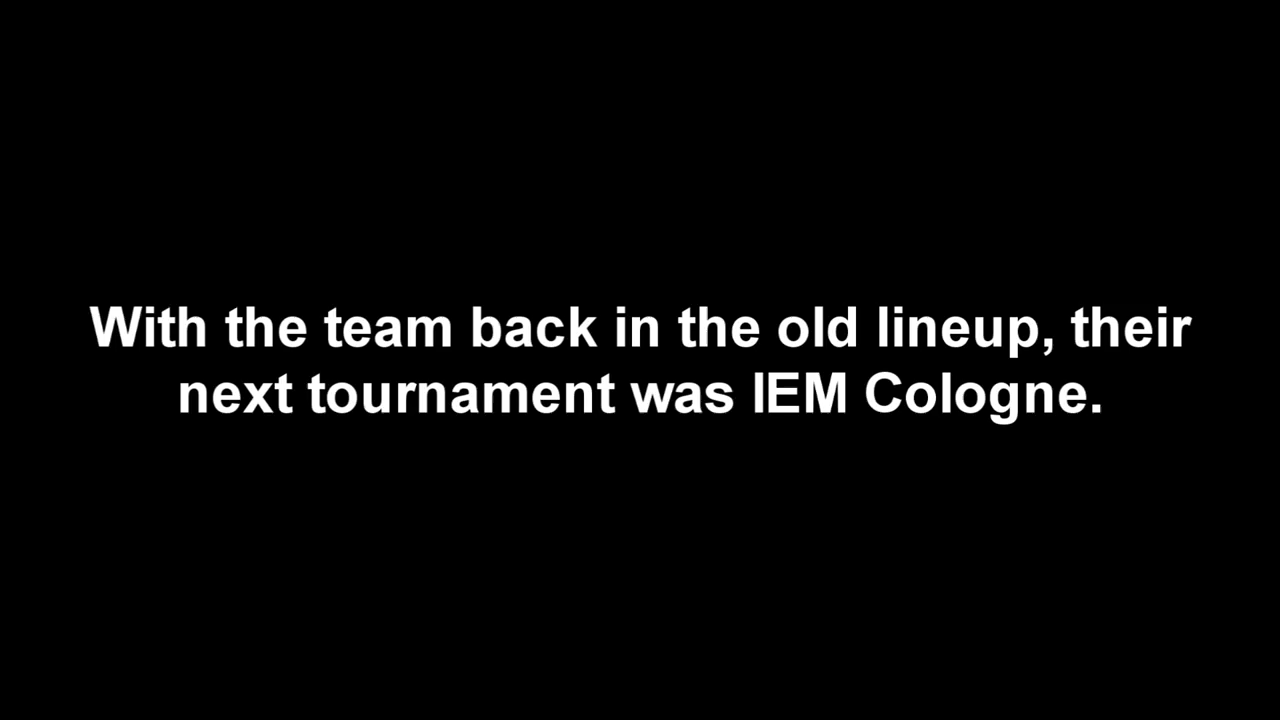 With the team back in the old lineup, their
next tournament was IEM Cologne.